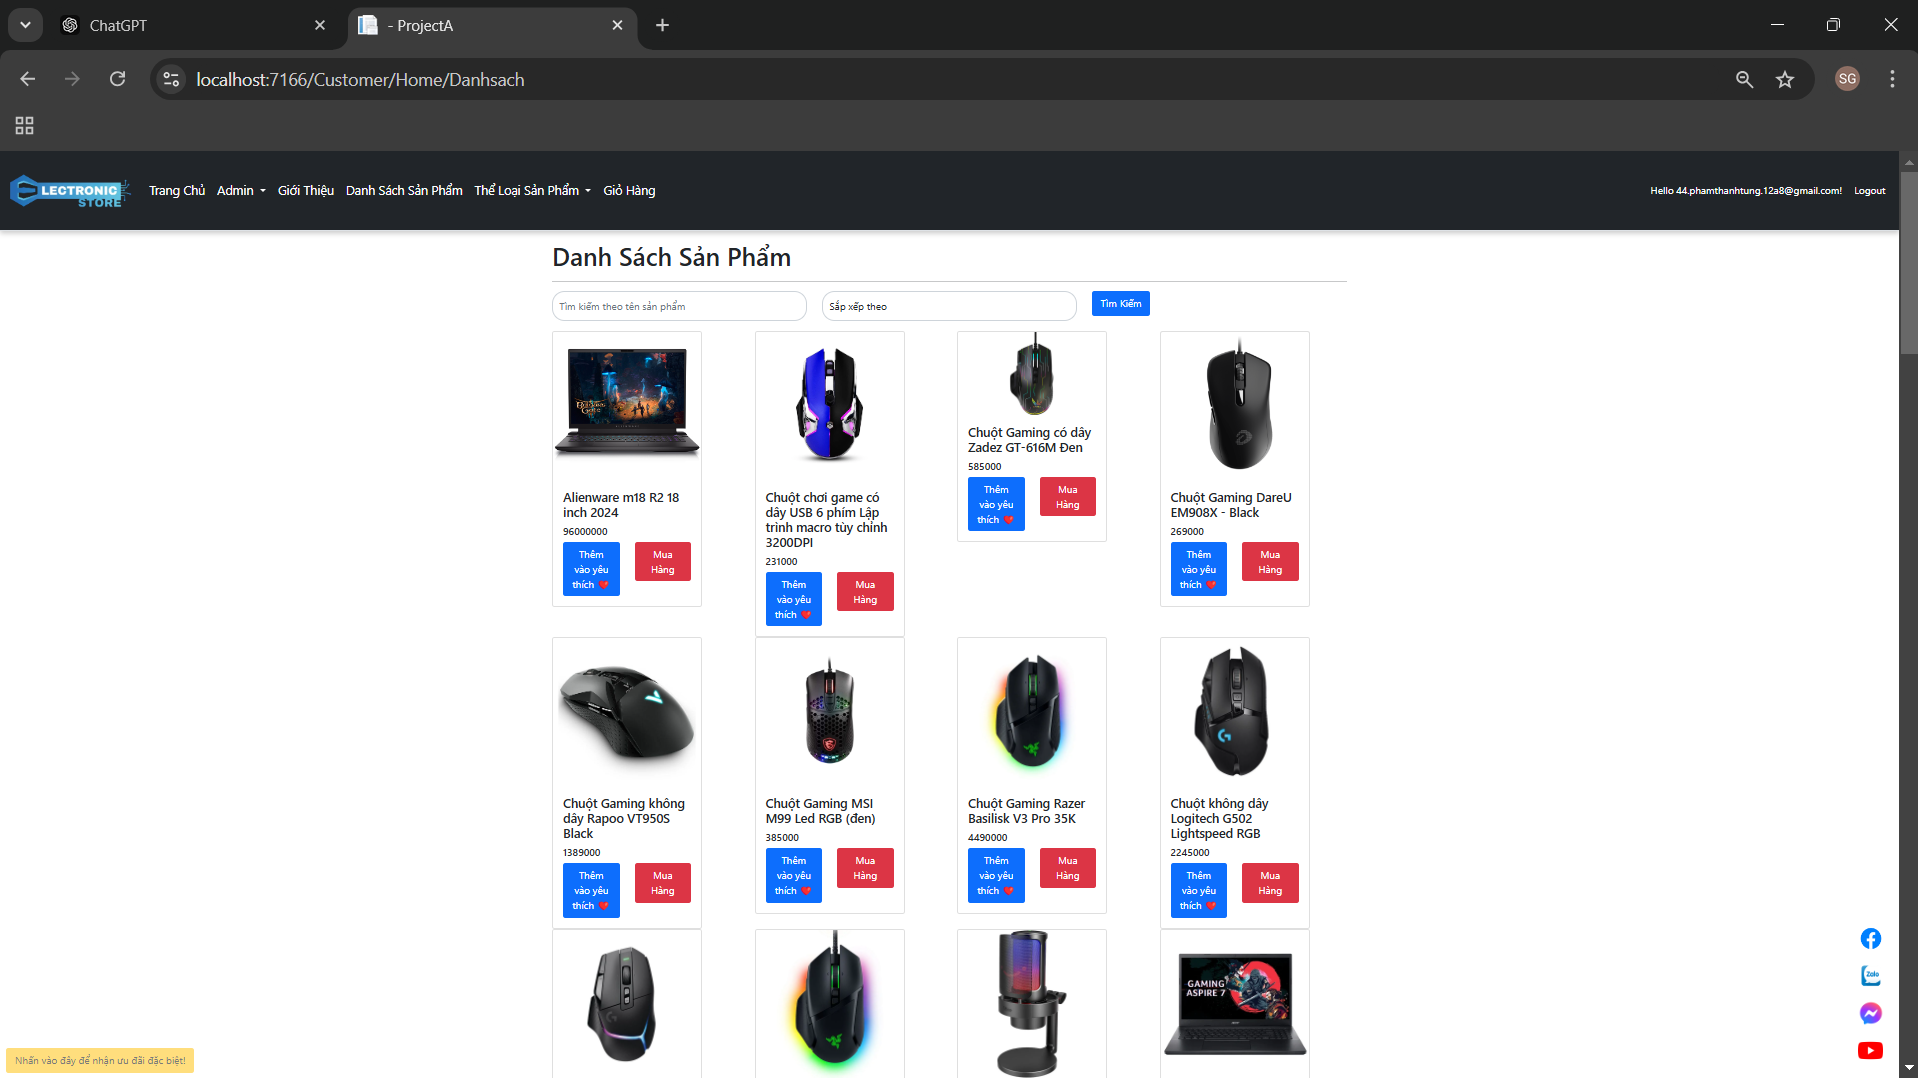 ChatGPT
- ProjectA
localhost:7166/Customer/Home/Danhsach
SG
LECTRONIC
STORE
Trang Chủ
Admin
Giới Thiệu
Danh Sách Sản Phẩm
Thể Loại Sản Phẩm
Giỏ Hàng
Hello 44.phamthanhtung.12a8@gmail.com!
Logout
Danh Sách Sản Phẩm
Tìm kiếm theo tên sản phẩm
Sắp xếp theo
Tìm Kiếm
Alienware m18 R2 18
inch 2024
96000000
Thêm
vào yêu
thích ❤️
Mua
Hàng
Chuột chơi game có
dây USB 6 phím Lập
trình macro tùy chỉnh
3200DPI
231000
Thêm
vào yêu
thích ❤️
Mua
Hàng
Chuột Gaming có dây
Zadez GT-616M Đen
585000
Thêm
vào yêu
thích ❤️
Mua
Hàng
Chuột Gaming DareU
EM908X - Black
269000
Thêm
vào yêu
thích ❤️
Mua
Hàng
Chuột Gaming không
dây Rapoo VT950S
Black
1389000
Thêm
vào yêu
thích ❤️
Mua
Hàng
Chuột Gaming MSI
M99 Led RGB (đen)
385000
Thêm
vào yêu
thích ❤️
Mua
Hàng
Chuột Gaming Razer
Basilisk V3 Pro 35K
4490000
Thêm
vào yêu
thích ❤️
Mua
Hàng
Chuột không dây
Logitech G502
Lightspeed RGB
2245000
Thêm
vào yêu
thích ❤️
Mua
Hàng
GAMING
ASPIRE 7
Zalo
Nhấn vào đây để nhận ưu đãi đặc biệt!